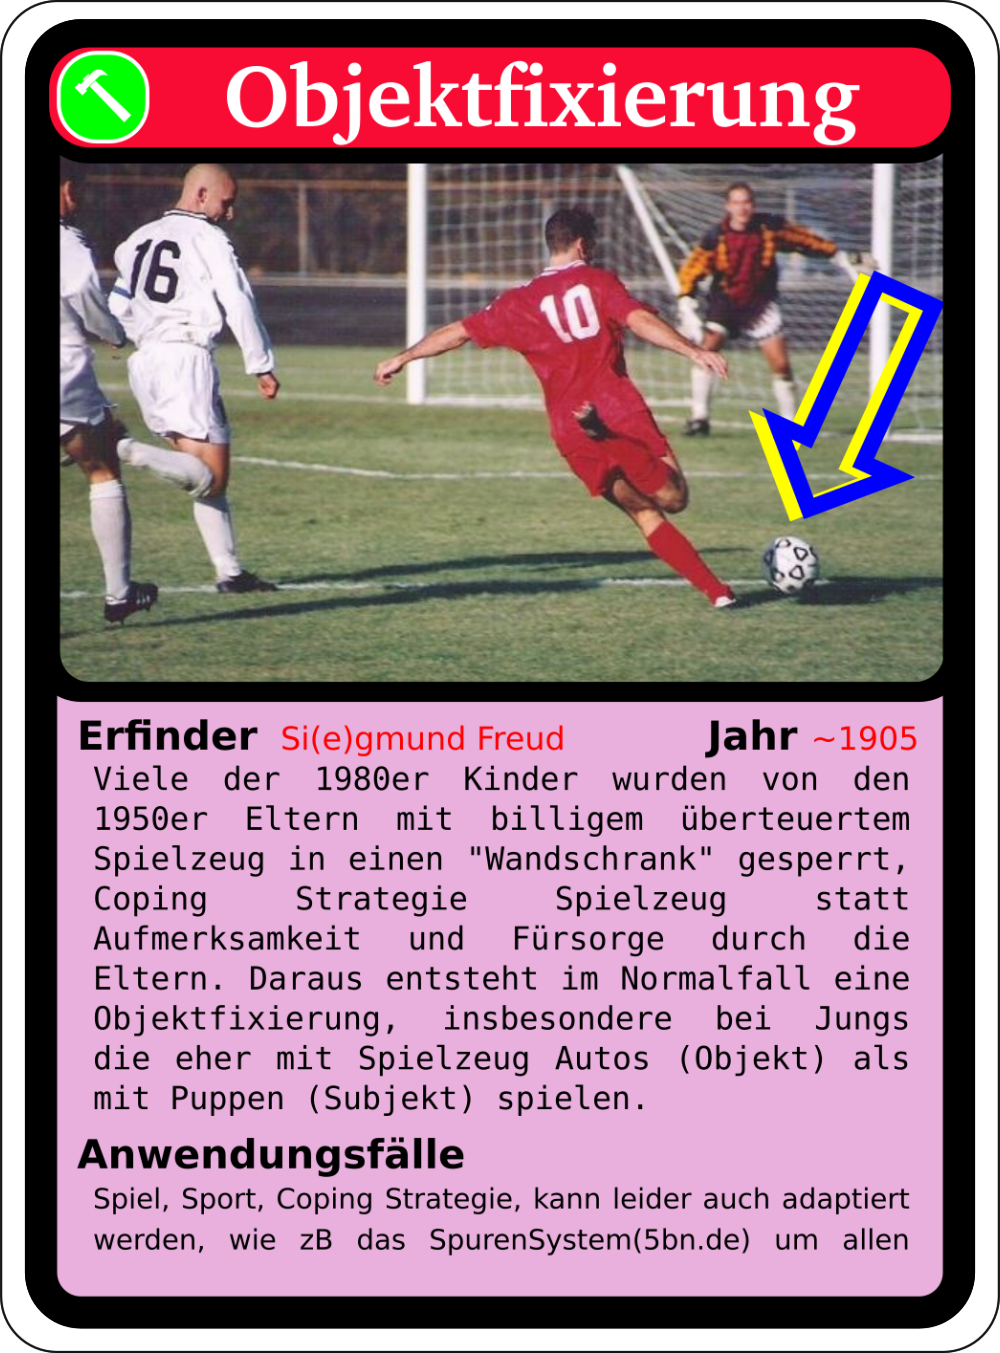 Objektfixierung
16
10
Erfinder Si(e)gmund Freud Jahr ~1905
Viele der 1980er Kinder wurden von den
1950er Eltern mit billigem überteuertem
Spielzeug in einen "Wandschrank" gesperrt,
Coping Strategie Spielzeug statt
Aufmerksamkeit und Fürsorge durch die
Eltern. Daraus entsteht im Normalfall eine
Objektfixierung, insbesondere bei Jungs
die eher mit Spielzeug Autos (Objekt) als
mit Puppen (Subjekt) spielen.
Anwendungsfälle
Spiel, Sport, Coping Strategie, kann leider auch adaptiert
werden, wie zB das SpurenSystem(5bn.de) um allen